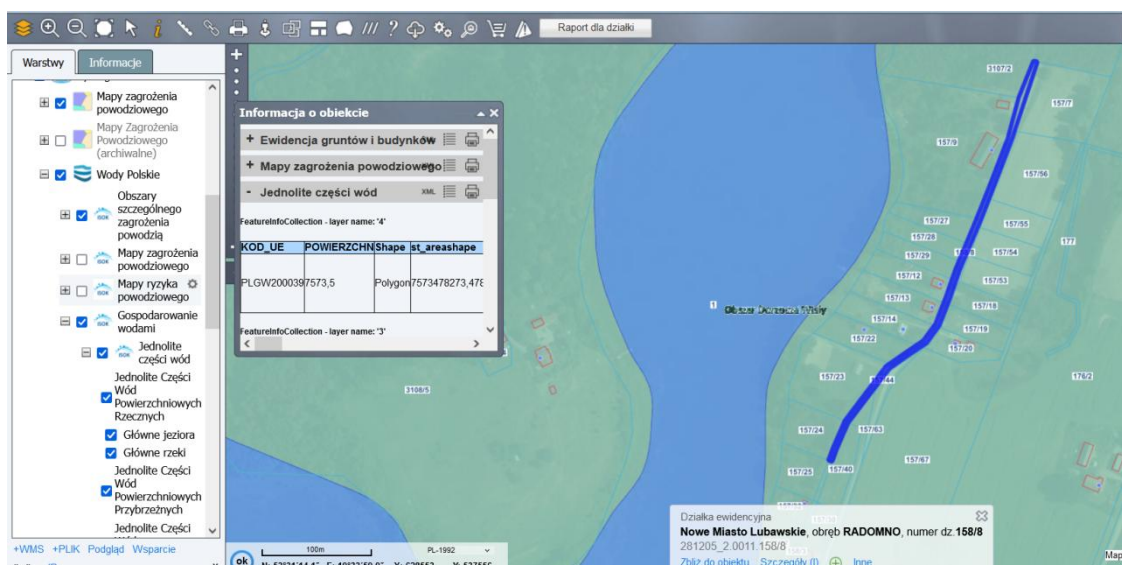 Raport dla działki
Warstwy
Informacje
Mapy zagrożenia
powodziowego
Mapy Zagrożenia
Powodziowego
(archiwalne)
Wody Polskie
Obszary
szczególnego
zagrożenia
powodzią
Mapy zagrożenia
powodziowego
Mapy ryzyka
powodziowego
Gospodarowanie
wodami
Jednolite
części wód
Jednolite Części
Wód
Powierzchniowych
Rzecznych
Główne jeziora
Główne rzeki
Jednolite Części
Wód
Powierzchniowych
Przybrzeżnych
Jednolite Części
+WMS +PLIK Podgląd Wsparcie
Informacja o obiekcie
+ Ewidencja gruntów i budynków
+ Mapy zagrożenia powodziowego
- Jednolite części wód XML
FeatureInfoCollection - layer name: '4'
KOD_UE POWIERZCHN Shape st_areashape
PLGW200039 7573,5 Polygon 7573478273,478
FeatureInfoCollection - layer name: '3'
3107/2
157/7
157/9
157/56
157/27
157/55
157/28
177
157/29
157/54
157/12
157/53
157/13
157/18
1
157/14
157/19
157/22
157/20
157/23
176/2
3108/5
157/24
157/63
157/67
157/25
157/40
Działka ewidencyjna
Nowe Miasto Lubawskie, obręb RADOMNO, numer dz.158/8
281205_2.0011.158/8
Zbliż do obiektu Szczegóły (I) Inne
100m
PL-1992
ok
Map